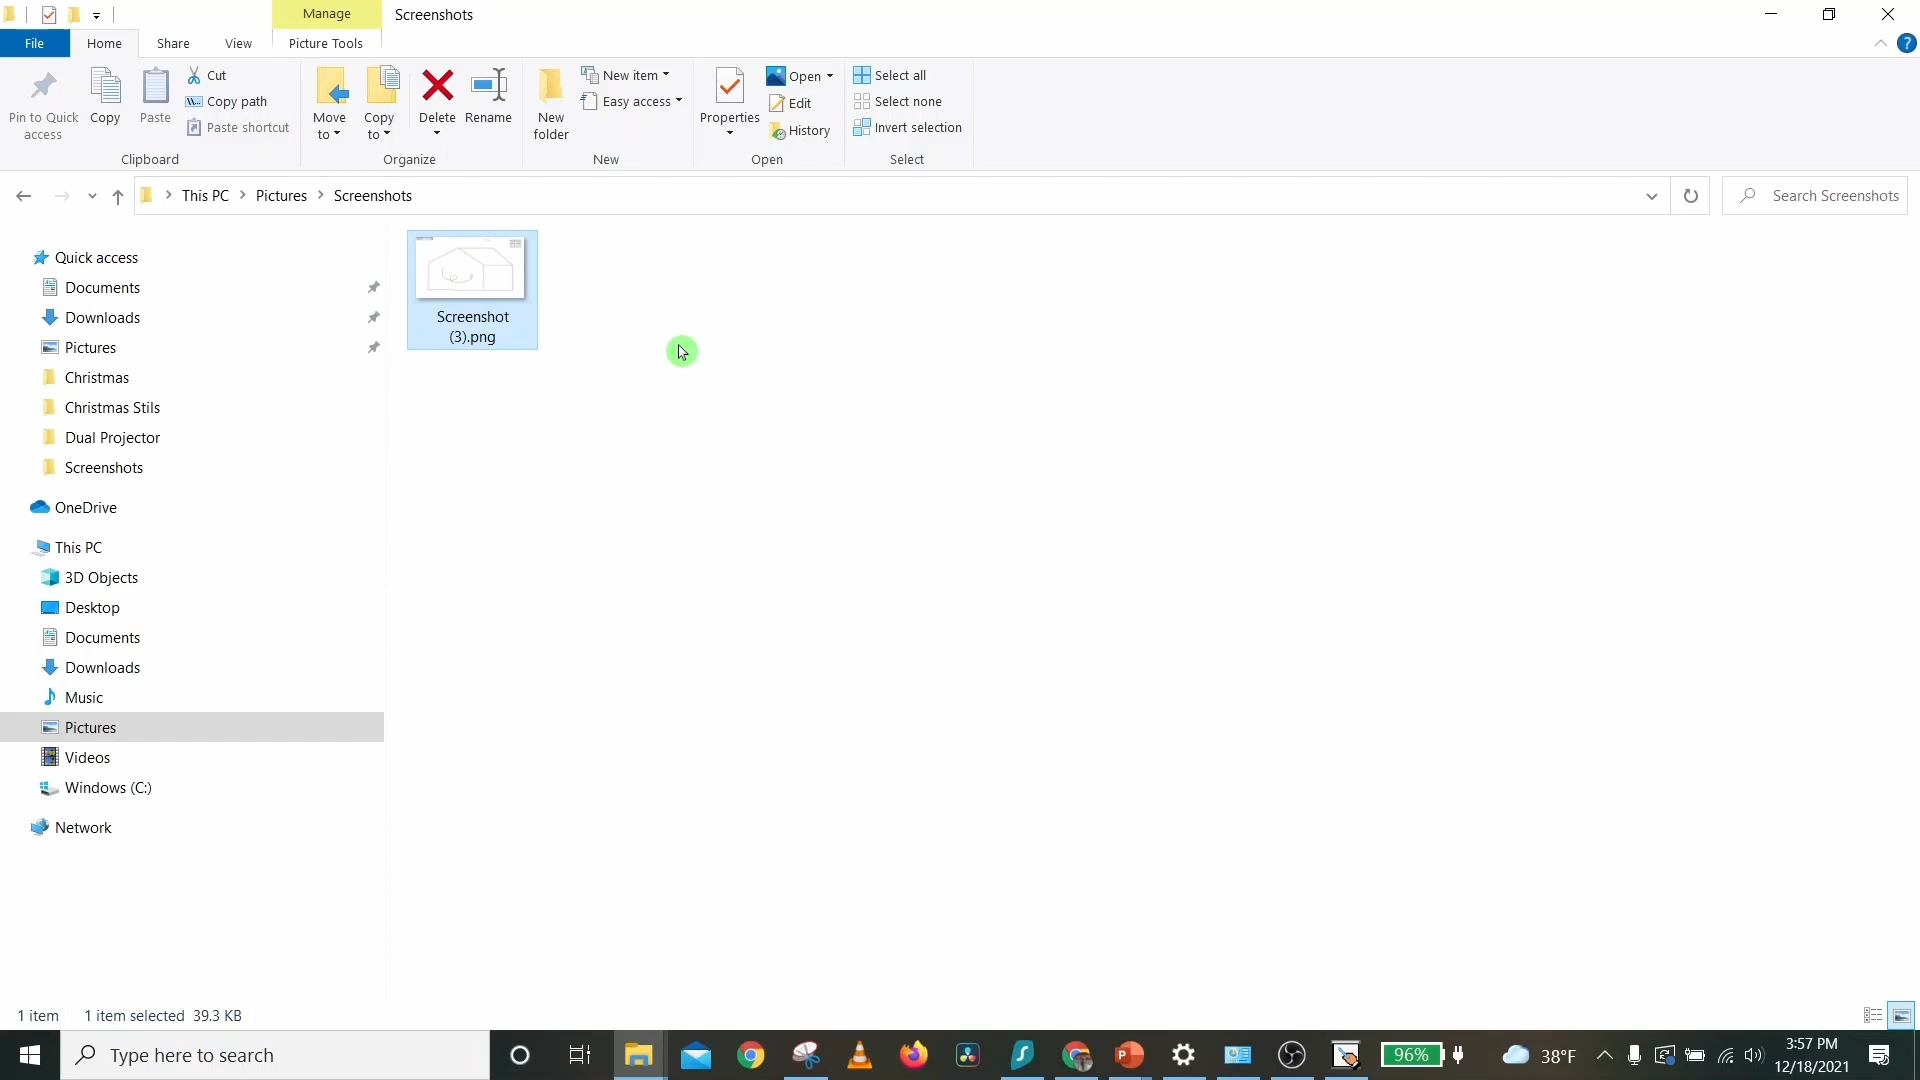 Manage
Screenshots
File
Home
Share
View
Picture Tools
Pin to Quick
access
Copy
Paste
Cut
Copy path
Paste shortcut
Clipboard
Move
to
Copy
to
Delete
Rename
Organize
New
folder
New item
Easy access
New
Properties
Open
Edit
History
Open
Select all
Select none
Invert selection
Select
This PC
Pictures
Screenshots
Search Screenshots
Quick access
Documents
Downloads
Pictures
Christmas
Christmas Stils
Dual Projector
Screenshots
OneDrive
This PC
3D Objects
Desktop
Documents
Downloads
Music
Pictures
Videos
Windows (C:)
Network
Screenshot
(3).png
1 item
1 item selected 39.3 KB
Type here to search
96%
38°F
3:57 PM
12/18/2021